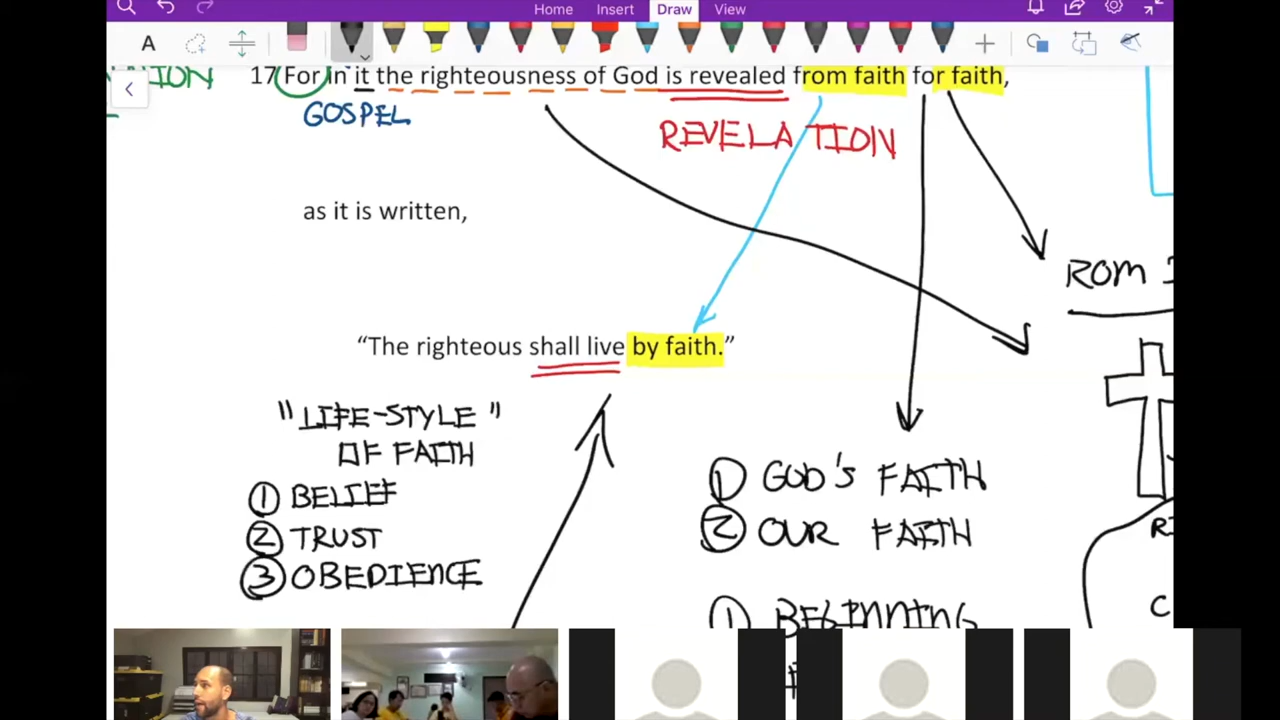 Home Insert Draw View
A
17 For in it the righteousness of God is revealed from faith for faith,
GOSPEL
REVELATION
as it is written,
ROM
“The righteous shall live by faith.”
"LIFE-STYLE"
OF FAITH
① BELIEF
② TRUST
③ OBEDIENCE
① GOD'S FAITH
② OUR FAITH
① BEGINNING